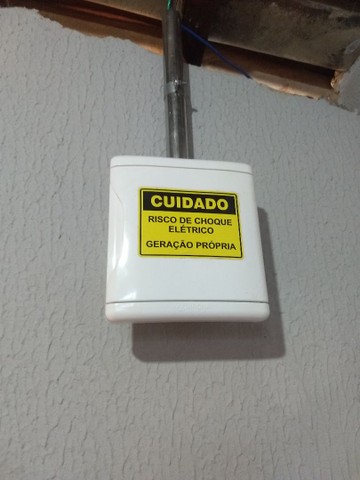 CUIDADO
RISCO DE CHOQUE
ELÉTRICO
GERAÇÃO PRÓPRIA